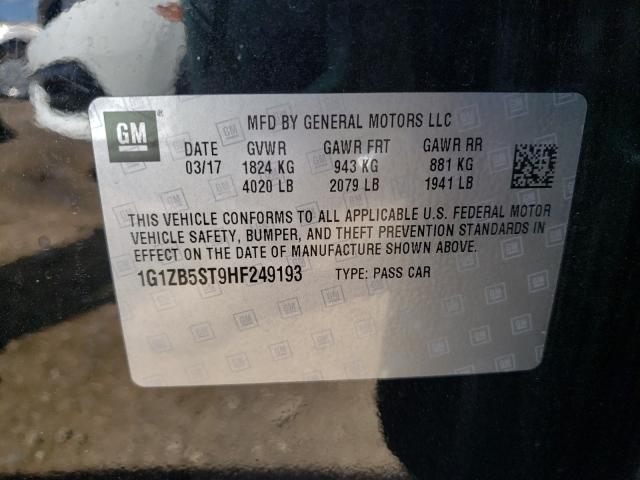 GM
MFD BY GENERAL MOTORS LLC
DATE GVWR GAWR FRT GAWR RR
03/17 1824 KG 943 KG 881 KG
4020 LB 2079 LB 1941 LB
THIS VEHICLE CONFORMS TO ALL APPLICABLE U.S. FEDERAL MOTOR
VEHICLE SAFETY, BUMPER, AND THEFT PREVENTION STANDARDS IN
EFFECT ON THE DATE OF MANUFACTURE SHOWN ABOVE.
1G1ZB5ST9HF249193 TYPE: PASS CAR